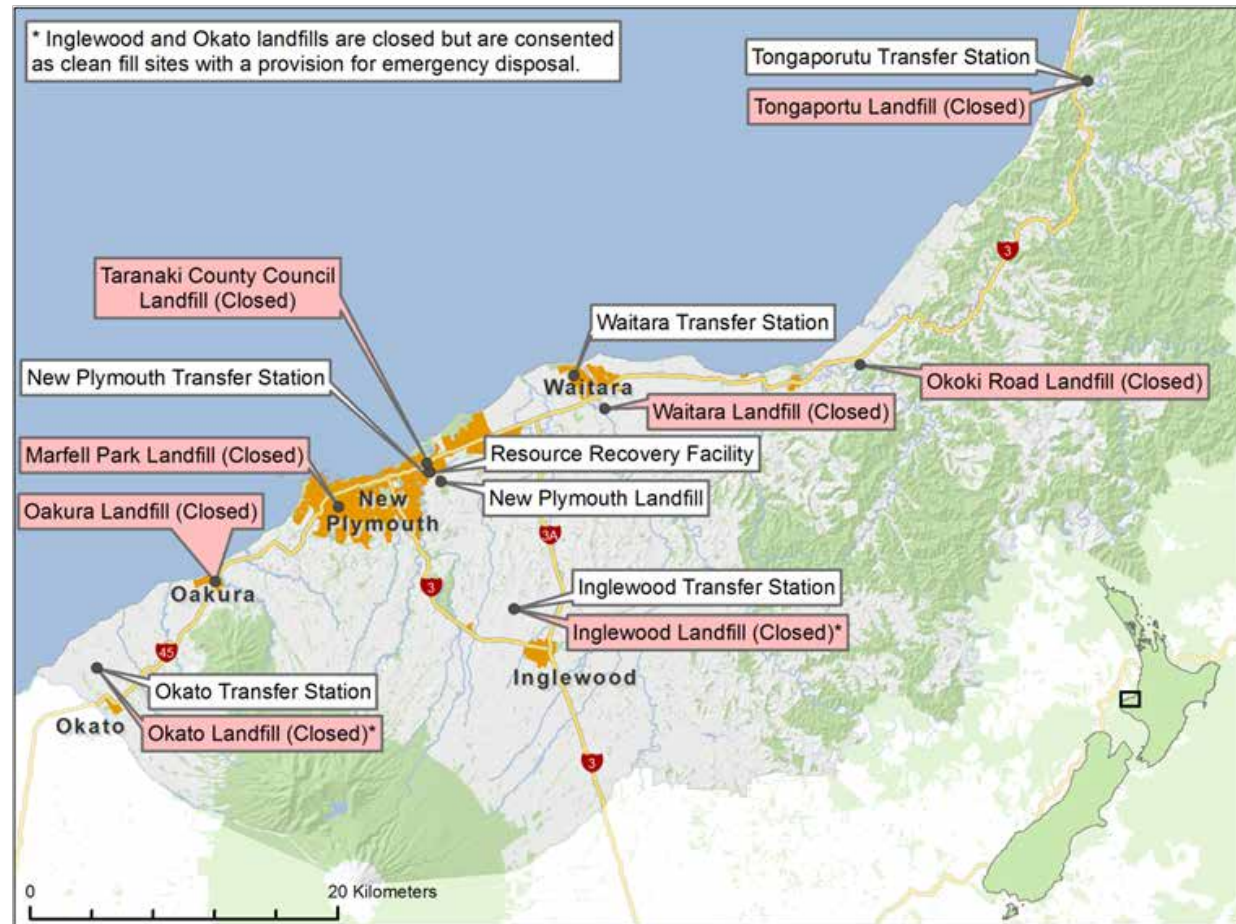 * Inglewood and Okato landfills are closed but are consented
as clean fill sites with a provision for emergency disposal.
Tongaporutu Transfer Station
Tongaportu Landfill (Closed)
3
Taranaki County Council
Landfill (Closed)
Waitara Transfer Station
New Plymouth Transfer Station
Waitara
Okoki Road Landfill (Closed)
Waitara Landfill (Closed)
Marfell Park Landfill (Closed)
Resource Recovery Facility
New Plymouth Landfill
New
Plymouth
Oakura Landfill (Closed)
3A
Oakura
3
Inglewood Transfer Station
Inglewood Landfill (Closed)*
45
Inglewood
Okato Transfer Station
Okato
Okato Landfill (Closed)*
3
0
20 Kilometers